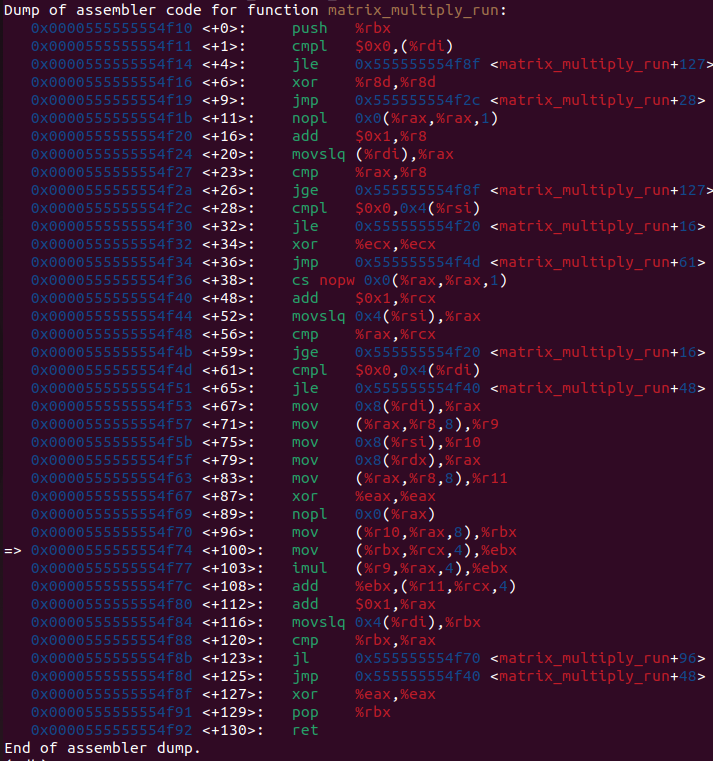 Dump of assembler code for function matrix_multiply_run:
0x0000555555554f10 <+0>: push %rbx
0x0000555555554f11 <+1>: cmpl $0x0,(%rdi)
0x0000555555554f14 <+4>: jle 0x555555554f8f <matrix_multiply_run+127>
0x0000555555554f16 <+6>: xor %r8d,%r8d
0x0000555555554f19 <+9>: jmp 0x555555554f2c <matrix_multiply_run+28>
0x0000555555554f1b <+11>: nopl 0x0(%rax,%rax,1)
0x0000555555554f20 <+16>: add $0x1,%r8
0x0000555555554f24 <+20>: movslq (%rdi),%rax
0x0000555555554f27 <+23>: cmp %rax,%r8
0x0000555555554f2a <+26>: jge 0x555555554f8f <matrix_multiply_run+127>
0x0000555555554f2c <+28>: cmpl $0x0,0x4(%rsi)
0x0000555555554f30 <+32>: jle 0x555555554f20 <matrix_multiply_run+16>
0x0000555555554f32 <+34>: xor %ecx,%ecx
0x0000555555554f34 <+36>: jmp 0x555555554f4d <matrix_multiply_run+61>
0x0000555555554f36 <+38>: cs nopw 0x0(%rax,%rax,1)
0x0000555555554f40 <+48>: add $0x1,%rcx
0x0000555555554f44 <+52>: movslq 0x4(%rsi),%rax
0x0000555555554f48 <+56>: cmp %rax,%rcx
0x0000555555554f4b <+59>: jge 0x555555554f20 <matrix_multiply_run+16>
0x0000555555554f4d <+61>: cmpl $0x0,0x4(%rdi)
0x0000555555554f51 <+65>: jle 0x555555554f40 <matrix_multiply_run+48>
0x0000555555554f53 <+67>: mov 0x8(%rdi),%rax
0x0000555555554f57 <+71>: mov (%rax,%r8,8),%r9
0x0000555555554f5b <+75>: mov 0x8(%rsi),%r10
0x0000555555554f5f <+79>: mov 0x8(%rdx),%rax
0x0000555555554f63 <+83>: mov (%rax,%r8,8),%r11
0x0000555555554f67 <+87>: xor %eax,%eax
0x0000555555554f69 <+89>: nopl 0x0(%rax)
0x0000555555554f70 <+96>: mov (%r10,%rax,8),%rbx
=> 0x0000555555554f74 <+100>: mov (%rbx,%rcx,4),%ebx
0x0000555555554f77 <+103>: imul (%r9,%rax,4),%ebx
0x0000555555554f7c <+108>: add %ebx,(%r11,%rcx,4)
0x0000555555554f80 <+112>: add $0x1,%rax
0x0000555555554f84 <+116>: movslq 0x4(%rdi),%rbx
0x0000555555554f88 <+120>: cmp %rbx,%rax
0x0000555555554f8b <+123>: jl 0x555555554f70 <matrix_multiply_run+96>
0x0000555555554f8d <+125>: jmp 0x555555554f40 <matrix_multiply_run+48>
0x0000555555554f8f <+127>: xor %eax,%eax
0x0000555555554f91 <+129>: pop %rbx
0x0000555555554f92 <+130>: ret
End of assembler dump.